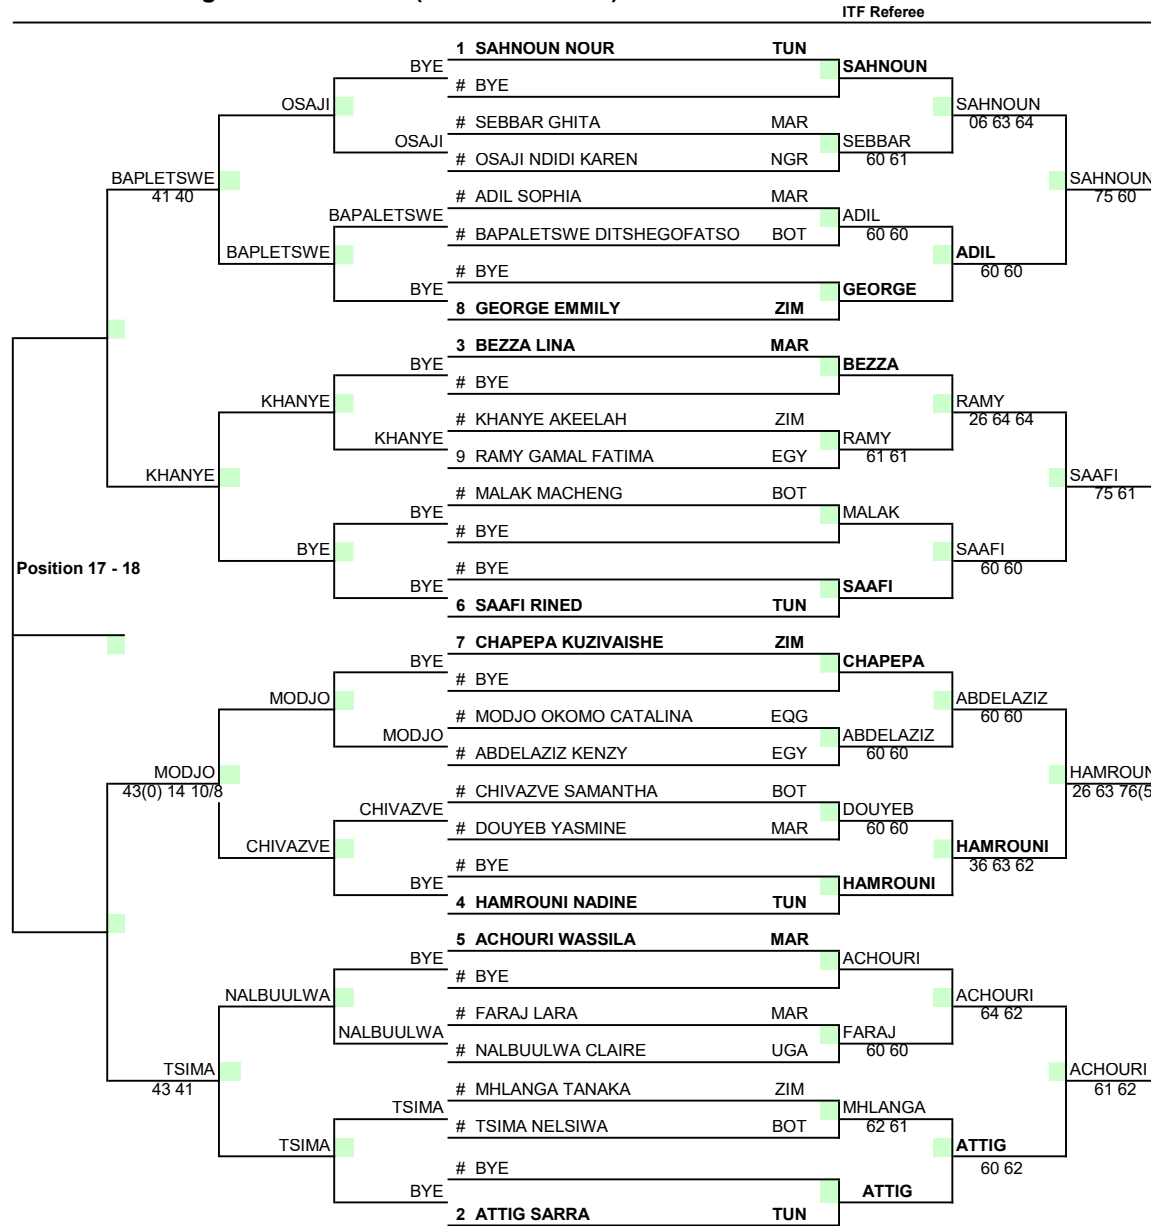 ITF Referee
1 SAHNOUN NOUR TUN
BYE SAHNOUN
# BYE
OSAJI SAHNOUN
# SEBBAR GHITA MAR 06 63 64
OSAJI SEBBAR
# OSAJI NDIDI KAREN NGR 60 61
BAPLETSWE SAHNOUN
41 40 # ADIL SOPHIA MAR 75 60
BAPALETSWE ADIL
# BAPALETSWE DITSHEGOFATSO BOT 60 60
BAPLETSWE ADIL
# BYE 60 60
BYE GEORGE
8 GEORGE EMMILY ZIM
3 BEZZA LINA MAR
BYE BEZZA
# BYE
KHANYE RAMY
# KHANYE AKEELAH ZIM 26 64 64
KHANYE RAMY
9 RAMY GAMAL FATIMA EGY 61 61
KHANYE SAAFI
# MALAK MACHENG BOT 75 61
BYE MALAK
# BYE
BYE SAAFI
Position 17 - 18 # BYE 60 60
BYE SAAFI
6 SAAFI RINED TUN
7 CHAPEPA KUZIVAISHE ZIM
BYE CHAPEPA
# BYE
MODJO ABDELAZIZ
# MODJO OKOMO CATALINA EQG 60 60
MODJO ABDELAZIZ
# ABDELAZIZ KENZY EGY 60 60
MODJO HAMROUN
43(0) 14 10/8 # CHIVAZVE SAMANTHA BOT 26 63 76(5
CHIVAZVE DOUYEB
# DOUYEB YASMINE MAR 60 60
CHIVAZVE HAMROUNI
# BYE 36 63 62
BYE HAMROUNI
4 HAMROUNI NADINE TUN
5 ACHOURI WASSILA MAR
BYE ACHOURI
# BYE
NALBUULWA ACHOURI
# FARAJ LARA MAR 64 62
NALBUULWA FARAJ
# NALBUULWA CLAIRE UGA 60 60
TSIMA ACHOURI
43 41 # MHLANGA TANAKA ZIM 61 62
TSIMA MHLANGA
# TSIMA NELSIWA BOT 62 61
TSIMA ATTIG
# BYE 60 62
BYE ATTIG
2 ATTIG SARRA TUN